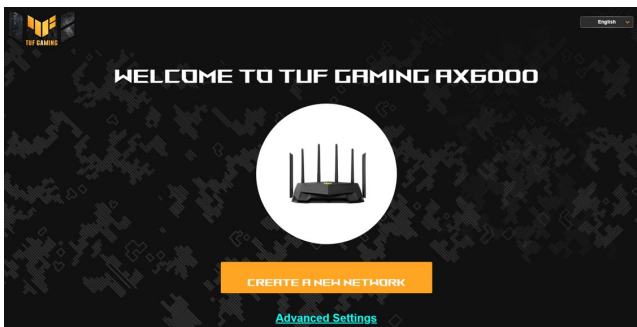 TUF GAMING
English
WELCOME TO TUF GAMING AX6000
CREATE A NEW NETWORK
Advanced Settings